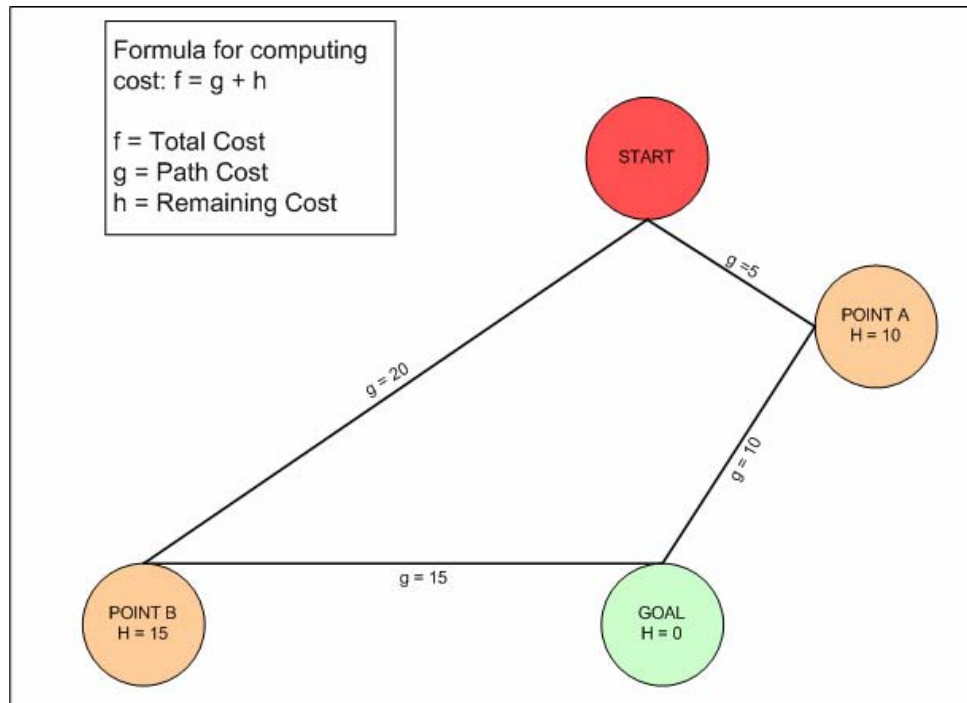 Formula for computing
cost: f = g + h
f = Total Cost
g = Path Cost
h = Remaining Cost
START
g =5
POINT A
H = 10
g = 20
g = 10
g = 15
POINT B
H = 15
GOAL
H = 0